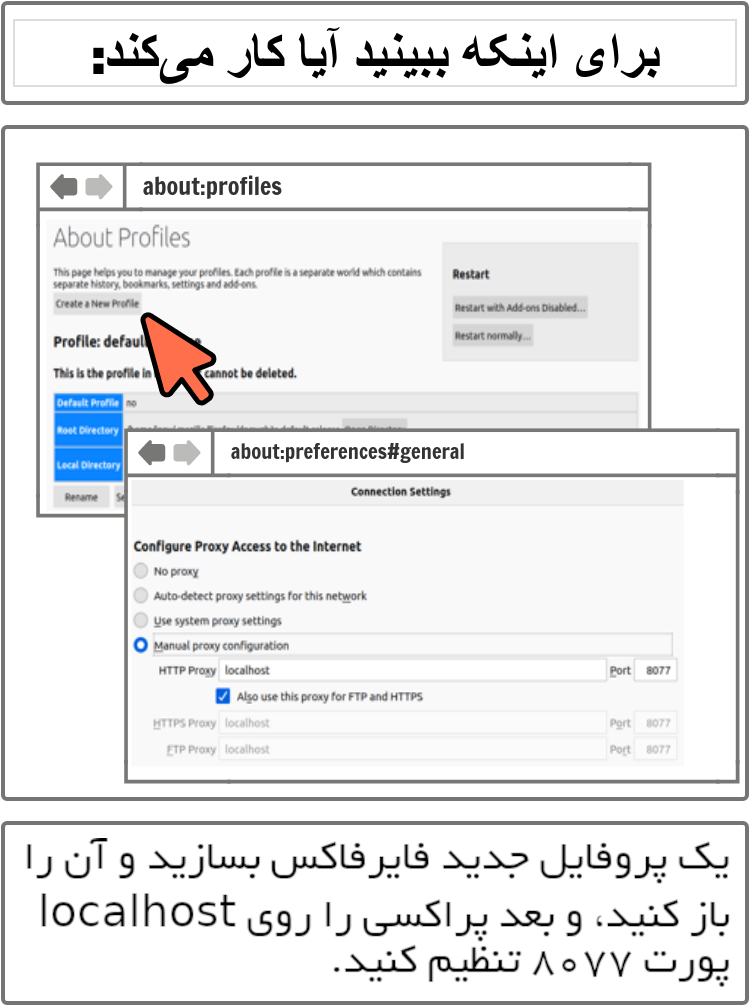 برای اینکه ببینید آیا کار می‌کند:
about:profiles
About Profiles
This page helps you to manage your profiles. Each profile is a separate world which contains
separate history, bookmarks, settings and add-ons.
Create a New Profile
Restart
Restart with Add-ons Disabled...
Restart normally...
Profile:
This is the profile in cannot be deleted.
Default Profile no
Root Directory
Local Directory
Rename
about:preferences#general
Connection Settings
Configure Proxy Access to the Internet
No proxy
Auto-detect proxy settings for this network
Use system proxy settings
Manual proxy configuration
HTTP Proxy localhost Port 8077
Also use this proxy for FTP and HTTPS
HTTPS Proxy localhost Port 8077
FTP Proxy localhost Port 8077
یک پروفایل جدید فایرفاکس بسازید و آن را
باز کنید، و بعد پراکسی را روی localhost
پورت ۸۰۷۷ تنظیم کنید.